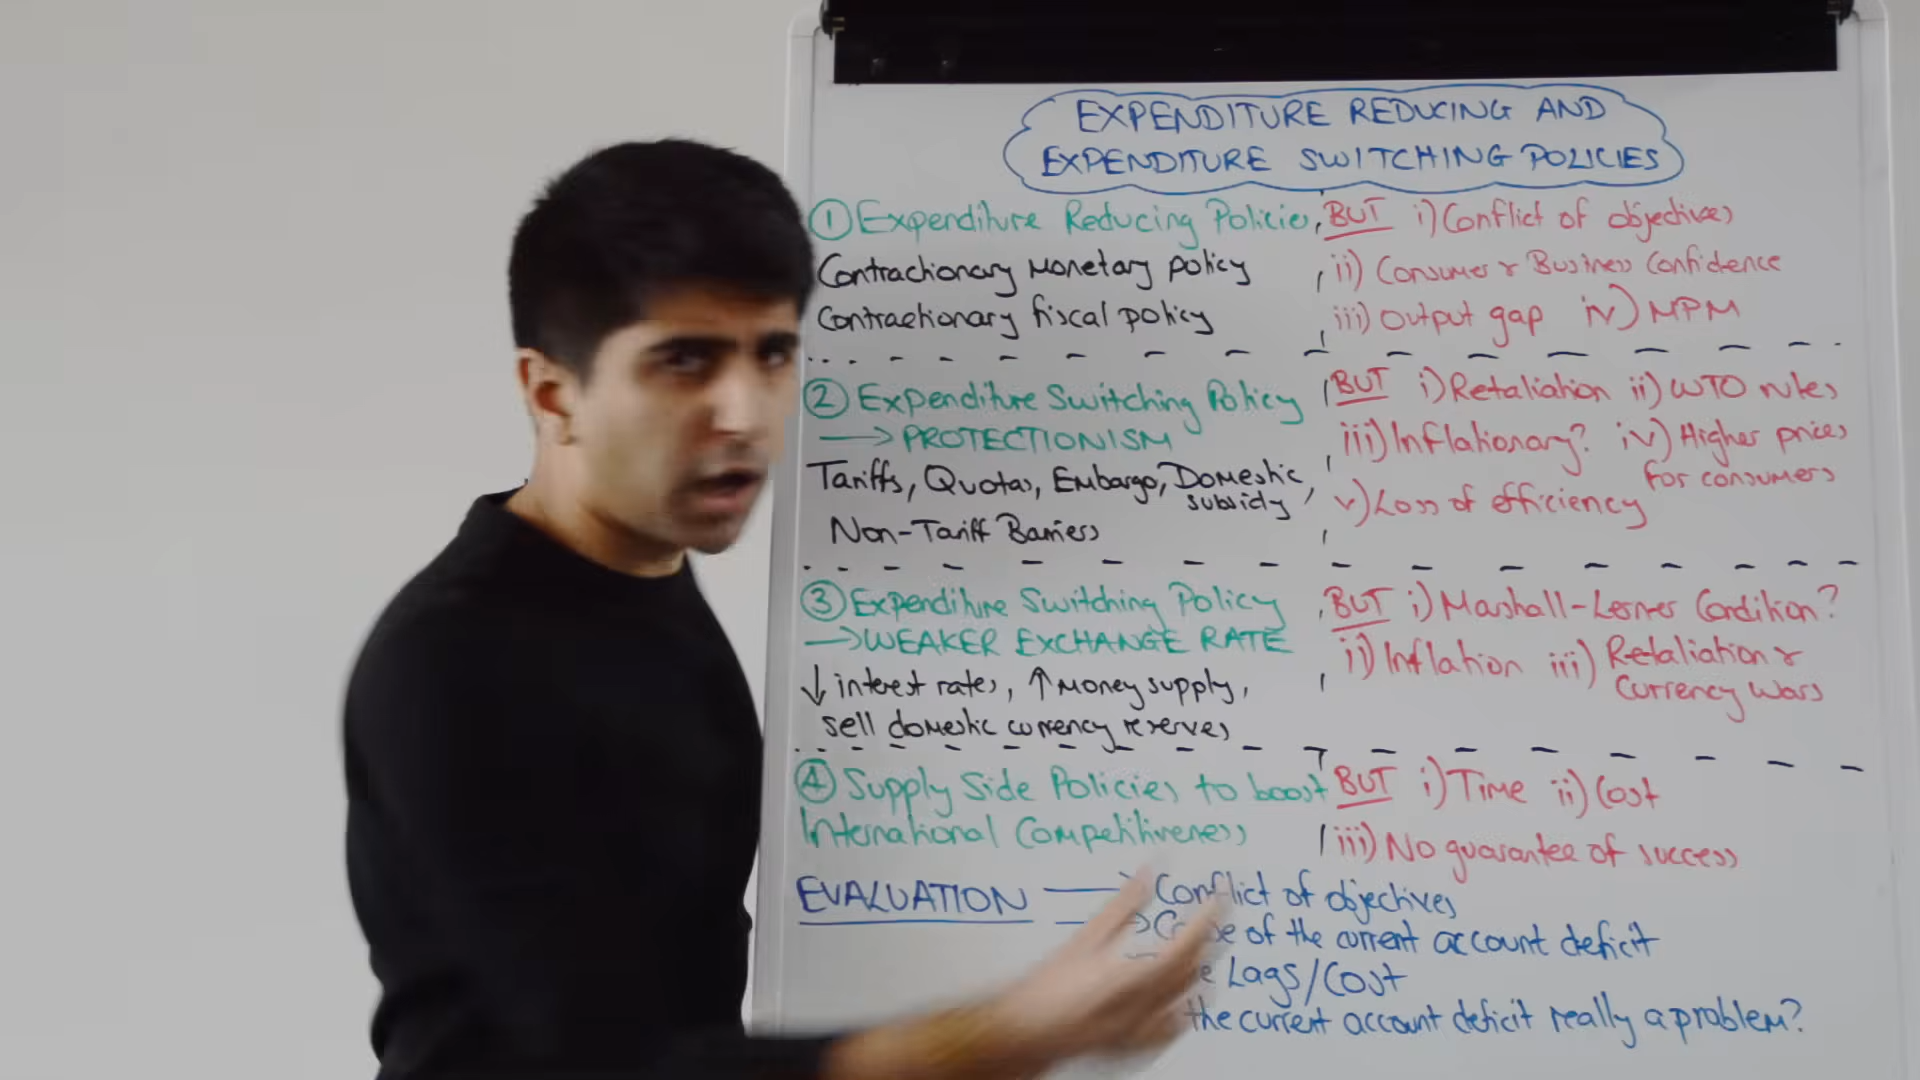 EXPENDITURE REDUCING AND
EXPENDITURE SWITCHING POLICIES
① Expenditure Reducing Policies
Contractionary Monetary policy
Contractionary fiscal policy
BUT i) Conflict of objectives
ii) Consumer & Business Confidence
iii) Output gap iv) MPM
② Expenditure Switching Policy
→ PROTECTIONISM
Tariffs, Quotas, Embargo, Domestic
subsidy
Non-Tariff Barriers
BUT i) Retaliation ii) WTO rules
iii) Inflationary? iv) Higher prices
for consumers
v) Loss of efficiency
③ Expenditure Switching Policy
→ WEAKER EXCHANGE RATE
↓ interest rates, ↑ Money supply,
sell domestic currency reserves
BUT i) Marshall-Lerner Condition?
ii) Inflation iii) Retaliation &
Currency Wars
④ Supply Side Policies to boost
International Competitiveness
BUT i) Time ii) Cost
iii) No guarantee of success
EVALUATION → Conflict of objectives
→ of the current account deficit
Lags/Cost
the current account deficit really a problem?